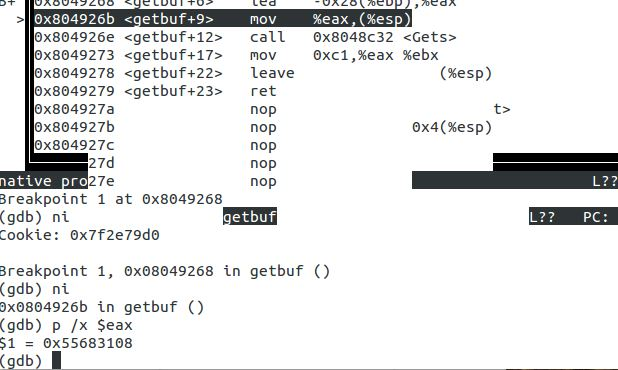 B+ 0x8049268 <getbuf+6> lea -0x28(%ebp),%eax
> 0x804926b <getbuf+9> mov %eax,(%esp)
0x804926e <getbuf+12> call 0x8048c32 <Gets>
0x8049273 <getbuf+17> mov 0xc1,%eax %ebx
0x8049278 <getbuf+22> leave (%esp)
0x8049279 <getbuf+23> ret
0x804927a nop t>
0x804927b nop 0x4(%esp)
0x804927c nop
27d nop
native pro27e nop L??
Breakpoint 1 at 0x8049268
(gdb) ni getbuf L?? PC:
Cookie: 0x7f2e79d0
Breakpoint 1, 0x08049268 in getbuf ()
(gdb) ni
0x0804926b in getbuf ()
(gdb) p /x $eax
$1 = 0x55683108
(gdb)